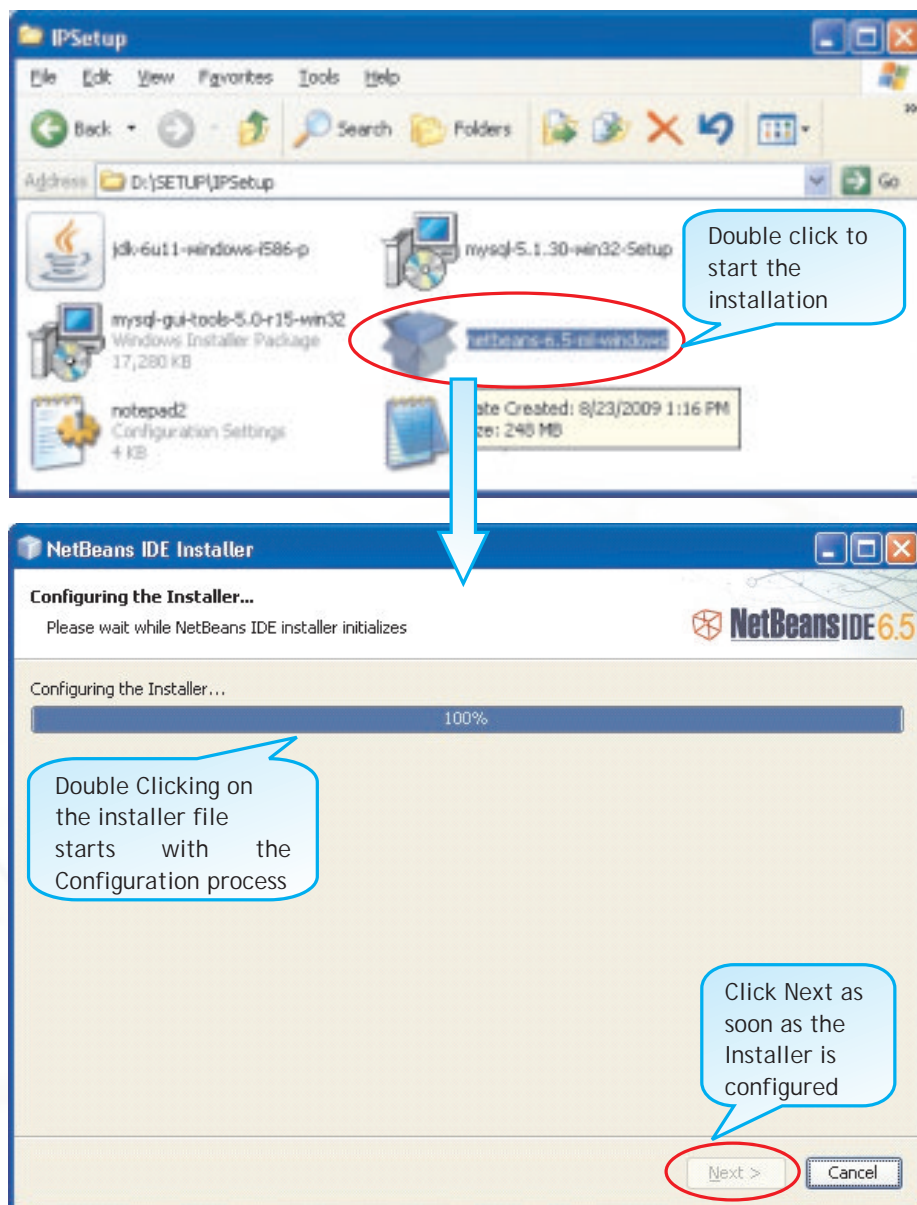 IPSetup
File Edit View Favorites Tools Help
Back Search Folders
Address D:\SETUP\IPSetup Go
jdk-6u11-windows-i586-p
mysql-5.1.30-win32-Setup
Double click to
start the
installation
mysql-gui-tools-5.0-r15-win32
Windows Installer Package
17,280 KB
netbeans-6.5-ml-windows
notepad2
Configuration Settings
4 KB
ate Created: 8/23/2009 1:16 PM
ze: 248 MB
NetBeans IDE Installer
Configuring the Installer...
Please wait while NetBeans IDE installer initializes
NetBeans IDE 6.5
Configuring the Installer...
100%
Double Clicking on
the installer file
starts with the
Configuration process
Click Next as
soon as the
Installer is
configured
Next >
Cancel